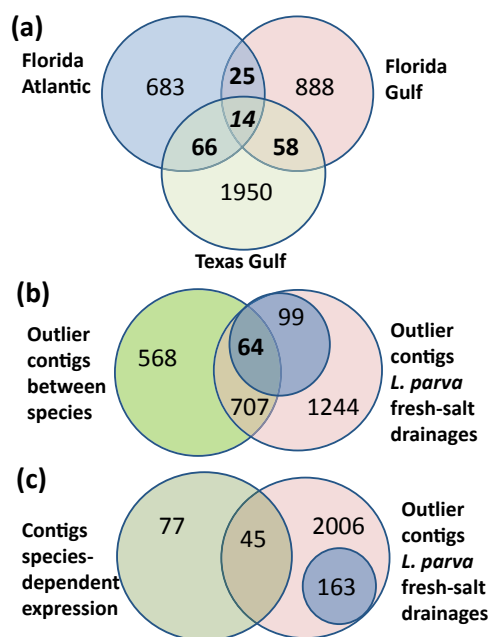 (a)
Florida
Atlantic
683
25
888
Florida
Gulf
14
66
58
1950
Texas Gulf
(b)
Outlier
contigs
between
species
568
64
99
707
1244
Outlier
contigs
L. parva
fresh-salt
drainages
(c)
Contigs
species-
dependent
expression
77
45
2006
163
Outlier
contigs
L. parva
fresh-salt
drainages